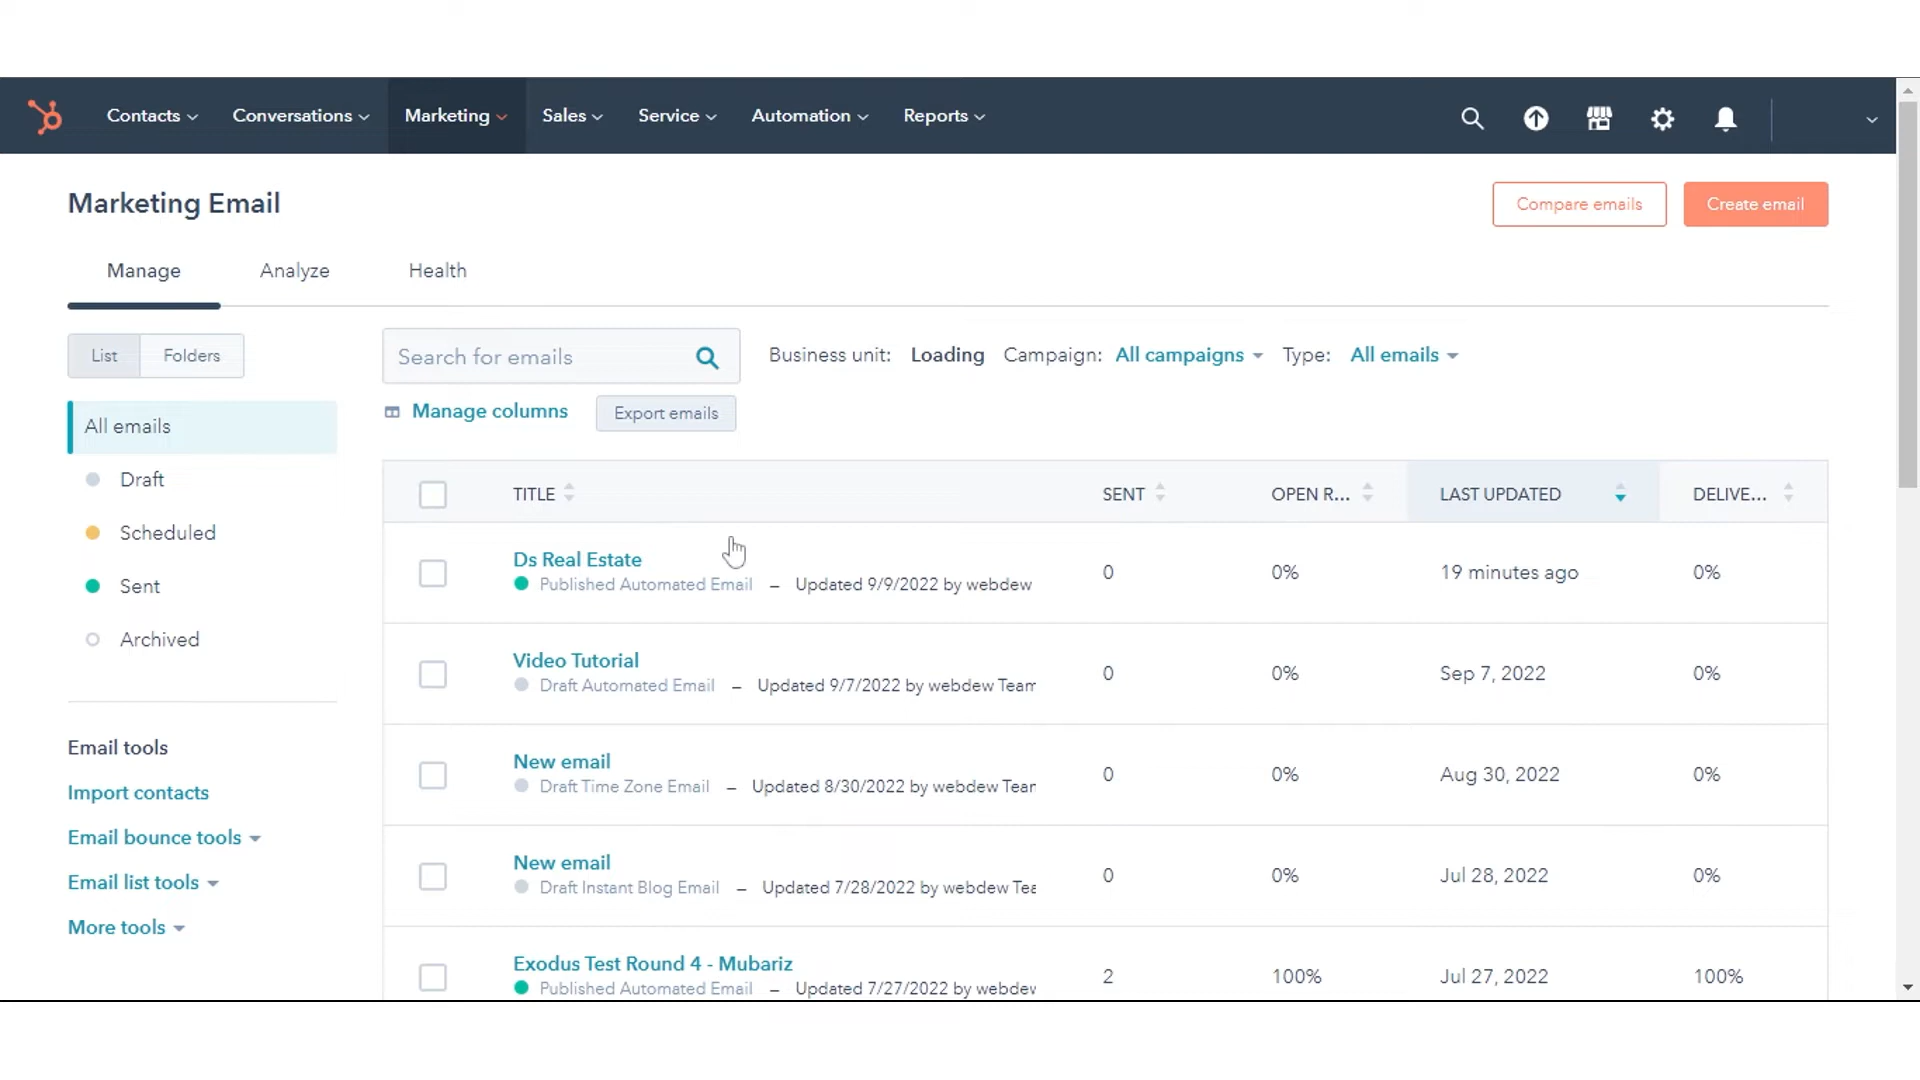 Contacts Conversations Marketing Sales Service Automation Reports
Marketing Email
Compare emails Create email
Manage Analyze Health
List Folders
Search for emails
Business unit: Loading Campaign: All campaigns Type: All emails
Manage columns Export emails
All emails
Draft
Scheduled
Sent
Archived
Email tools
Import contacts
Email bounce tools
Email list tools
More tools
TITLE SENT OPEN R... LAST UPDATED DELIVE...
Ds Real Estate
Published Automated Email – Updated 9/9/2022 by webdew
0 0% 19 minutes ago 0%
Video Tutorial
Draft Automated Email – Updated 9/7/2022 by webdew Team
0 0% Sep 7, 2022 0%
New email
Draft Time Zone Email – Updated 8/30/2022 by webdew Tear
0 0% Aug 30, 2022 0%
New email
Draft Instant Blog Email – Updated 7/28/2022 by webdew Tea
0 0% Jul 28, 2022 0%
Exodus Test Round 4 - Mubariz
Published Automated Email – Updated 7/27/2022 by webdew
2 100% Jul 27, 2022 100%